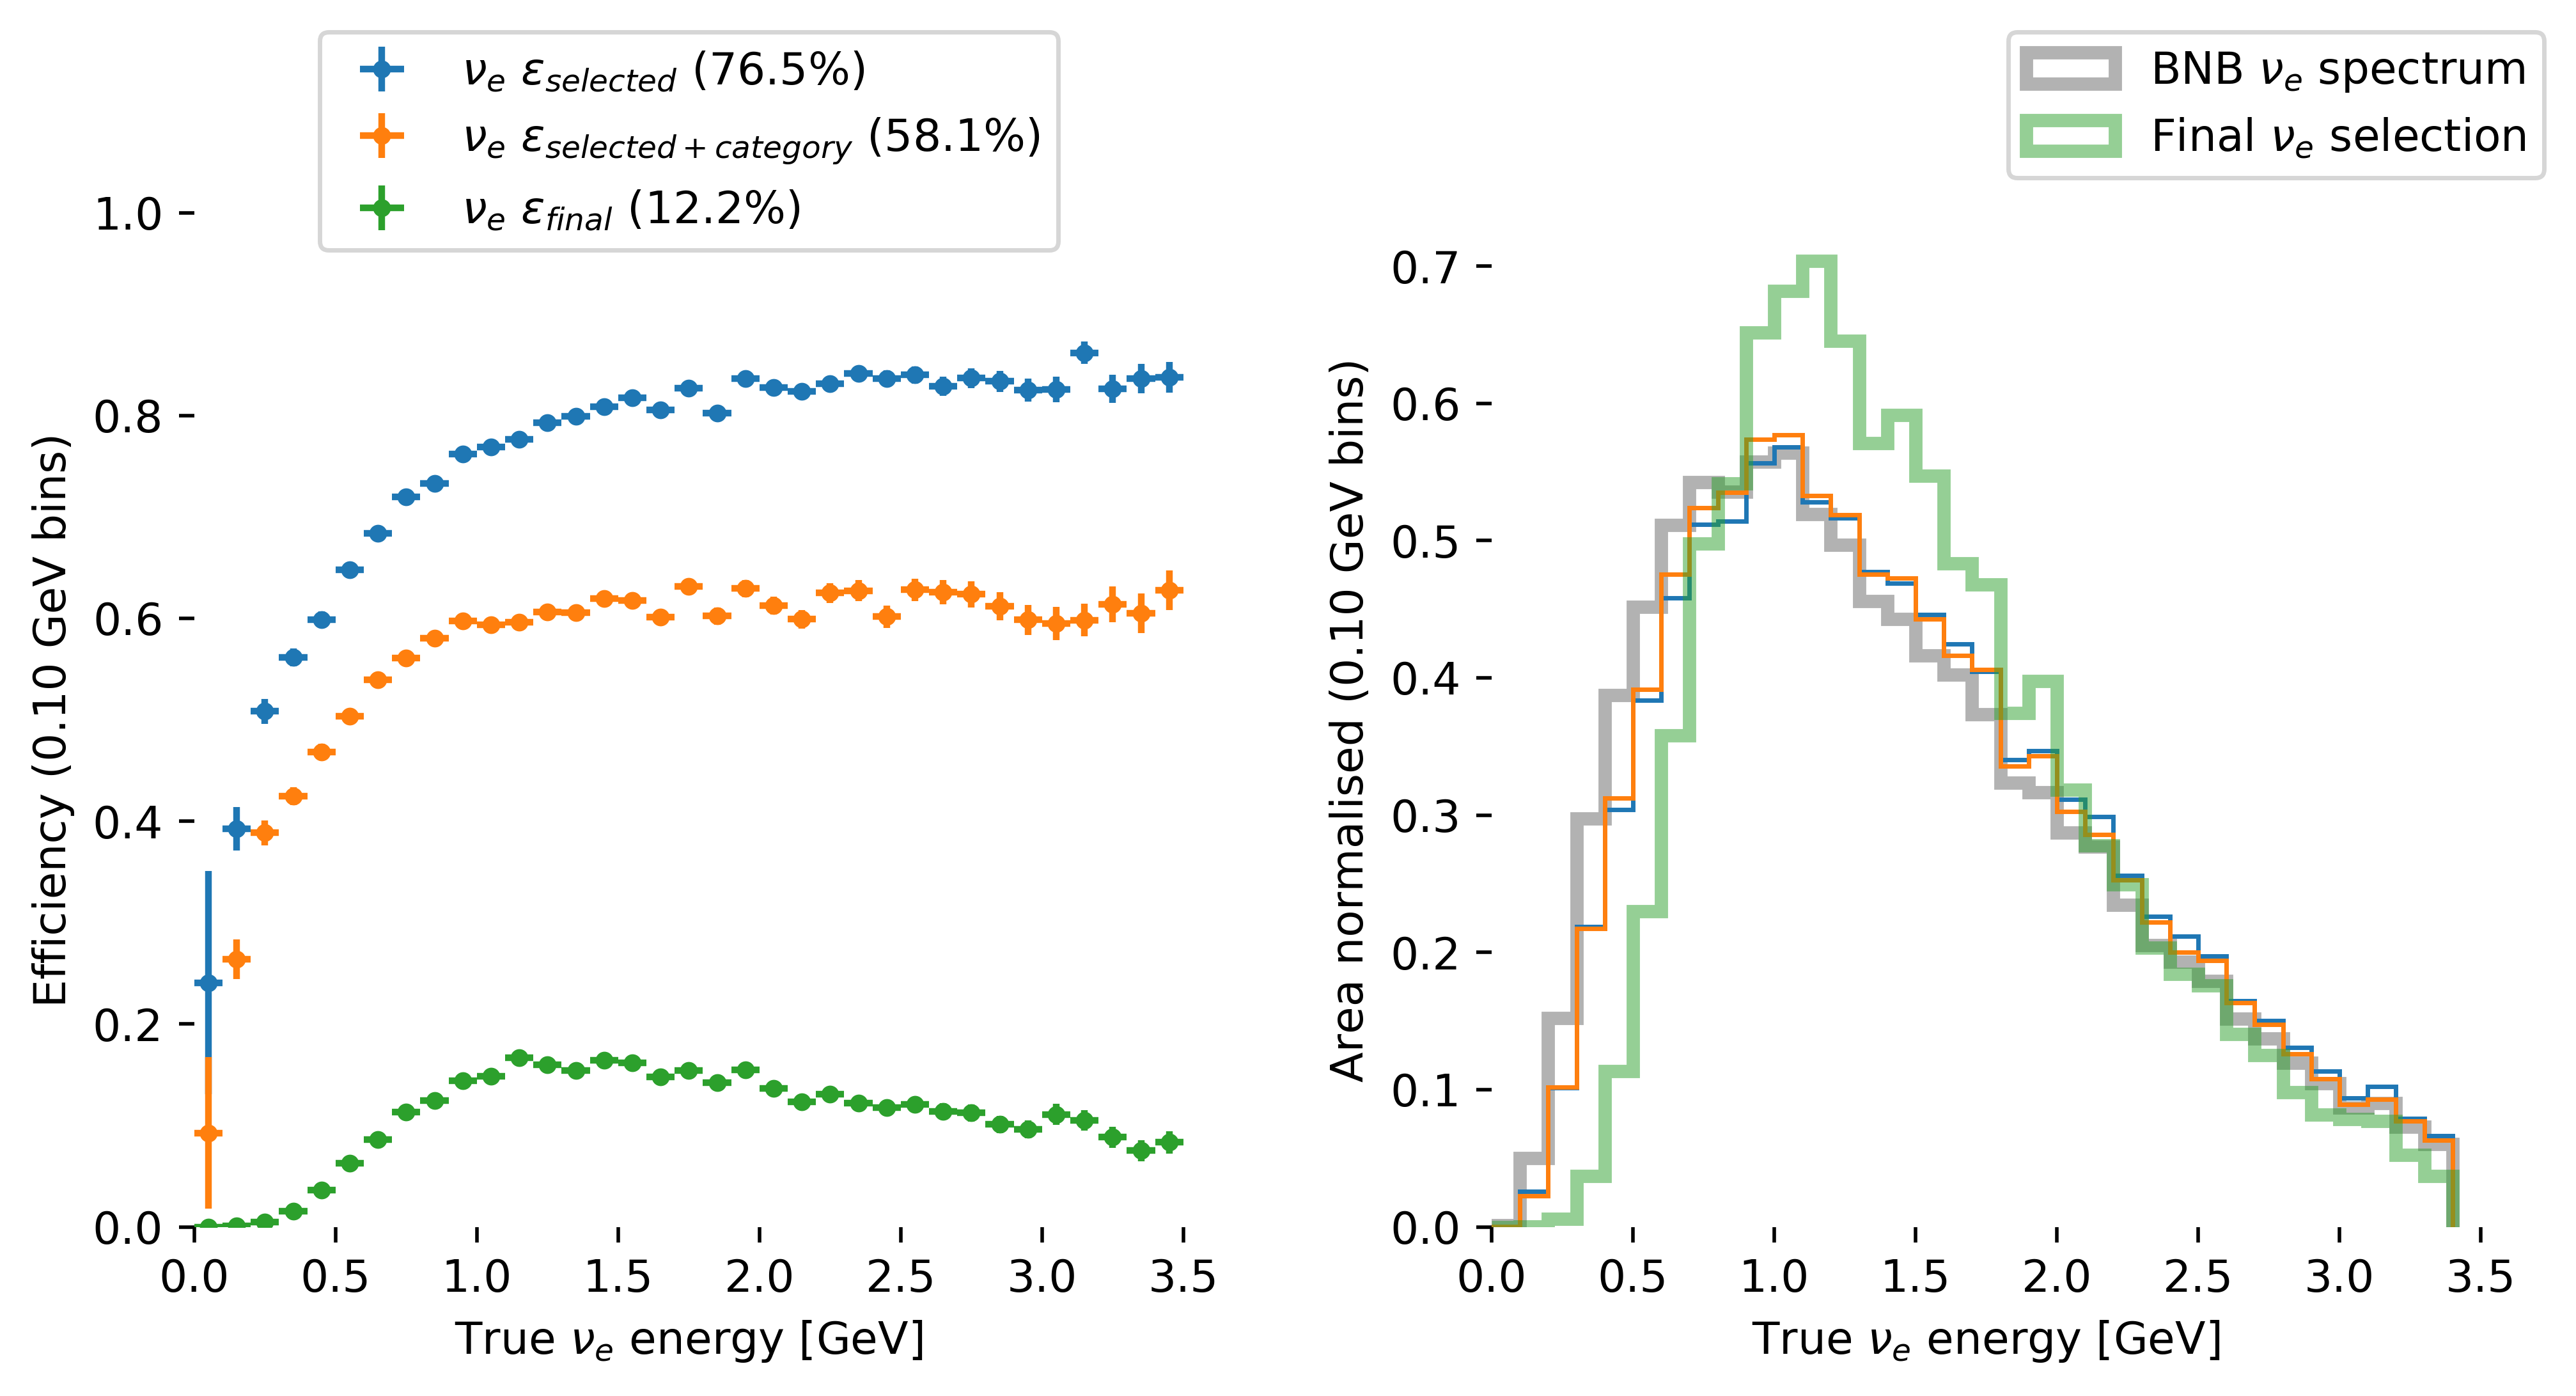 νe εselected (76.5%)
νe εselected+category (58.1%)
νe εfinal (12.2%)
1.0
0.8
0.6
0.4
0.2
0.0
Efficiency (0.10 GeV bins)
0.0 0.5 1.0 1.5 2.0 2.5 3.0 3.5
True νe energy [GeV]
BNB νe spectrum
Final νe selection
0.7
0.6
0.5
0.4
0.3
0.2
0.1
0.0
Area normalised (0.10 GeV bins)
0.0 0.5 1.0 1.5 2.0 2.5 3.0 3.5
True νe energy [GeV]